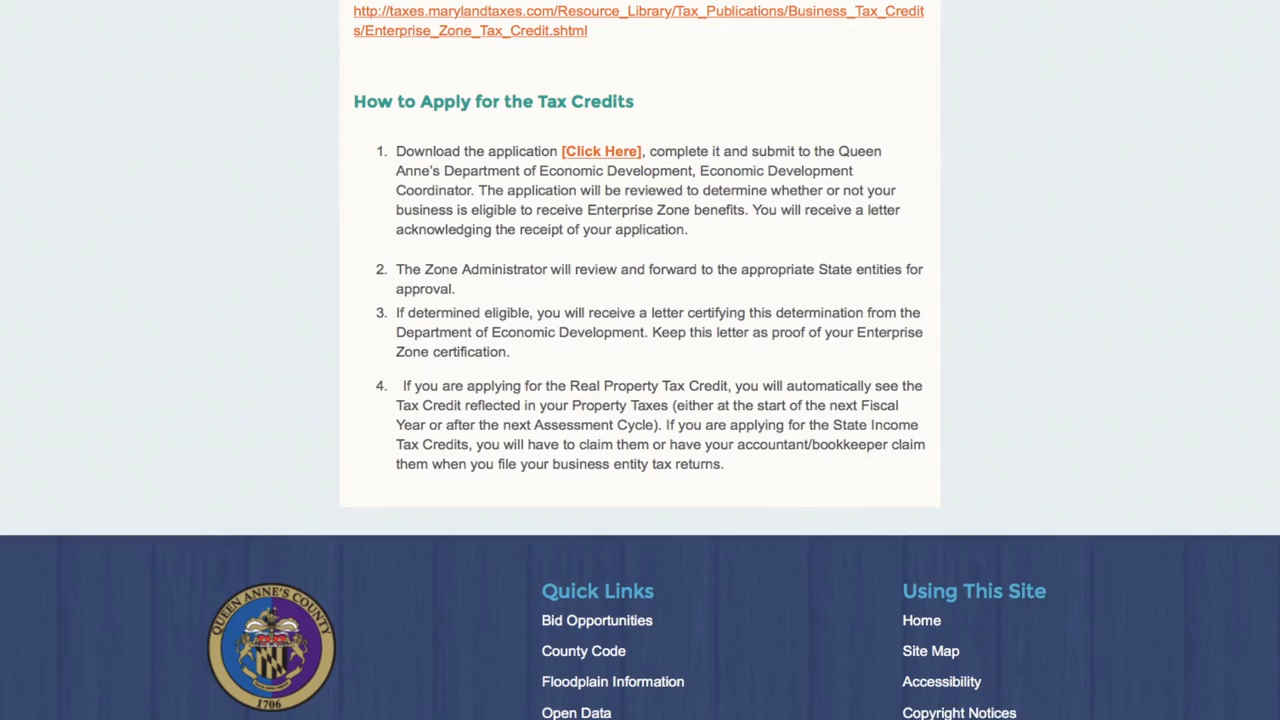 http://taxes.marylandtaxes.com/Resource_Library/Tax_Publications/Business_Tax_Credit
s/Enterprise_Zone_Tax_Credit.shtml
How to Apply for the Tax Credits
1. Download the application [Click Here], complete it and submit to the Queen
Anne's Department of Economic Development, Economic Development
Coordinator. The application will be reviewed to determine whether or not your
business is eligible to receive Enterprise Zone benefits. You will receive a letter
acknowledging the receipt of your application.
2. The Zone Administrator will review and forward to the appropriate State entities for
approval.
3. If determined eligible, you will receive a letter certifying this determination from the
Department of Economic Development. Keep this letter as proof of your Enterprise
Zone certification.
4. If you are applying for the Real Property Tax Credit, you will automatically see the
Tax Credit reflected in your Property Taxes (either at the start of the next Fiscal
Year or after the next Assessment Cycle). If you are applying for the State Income
Tax Credits, you will have to claim them or have your accountant/bookkeeper claim
them when you file your business entity tax returns.
QUEEN ANNE'S COUNTY
1706
Quick Links
Bid Opportunities
County Code
Floodplain Information
Open Data
Using This Site
Home
Site Map
Accessibility
Copyright Notices